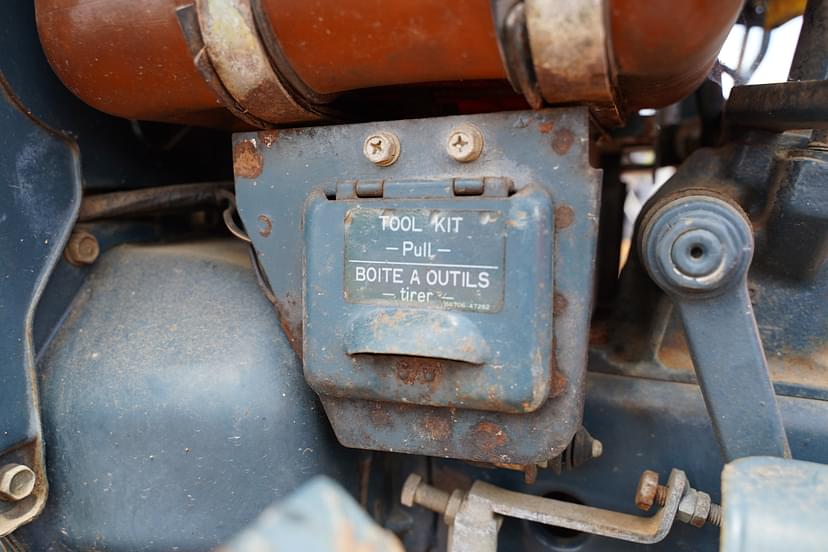 TOOL KIT
– Pull –
BOITE A OUTILS
– tirer –